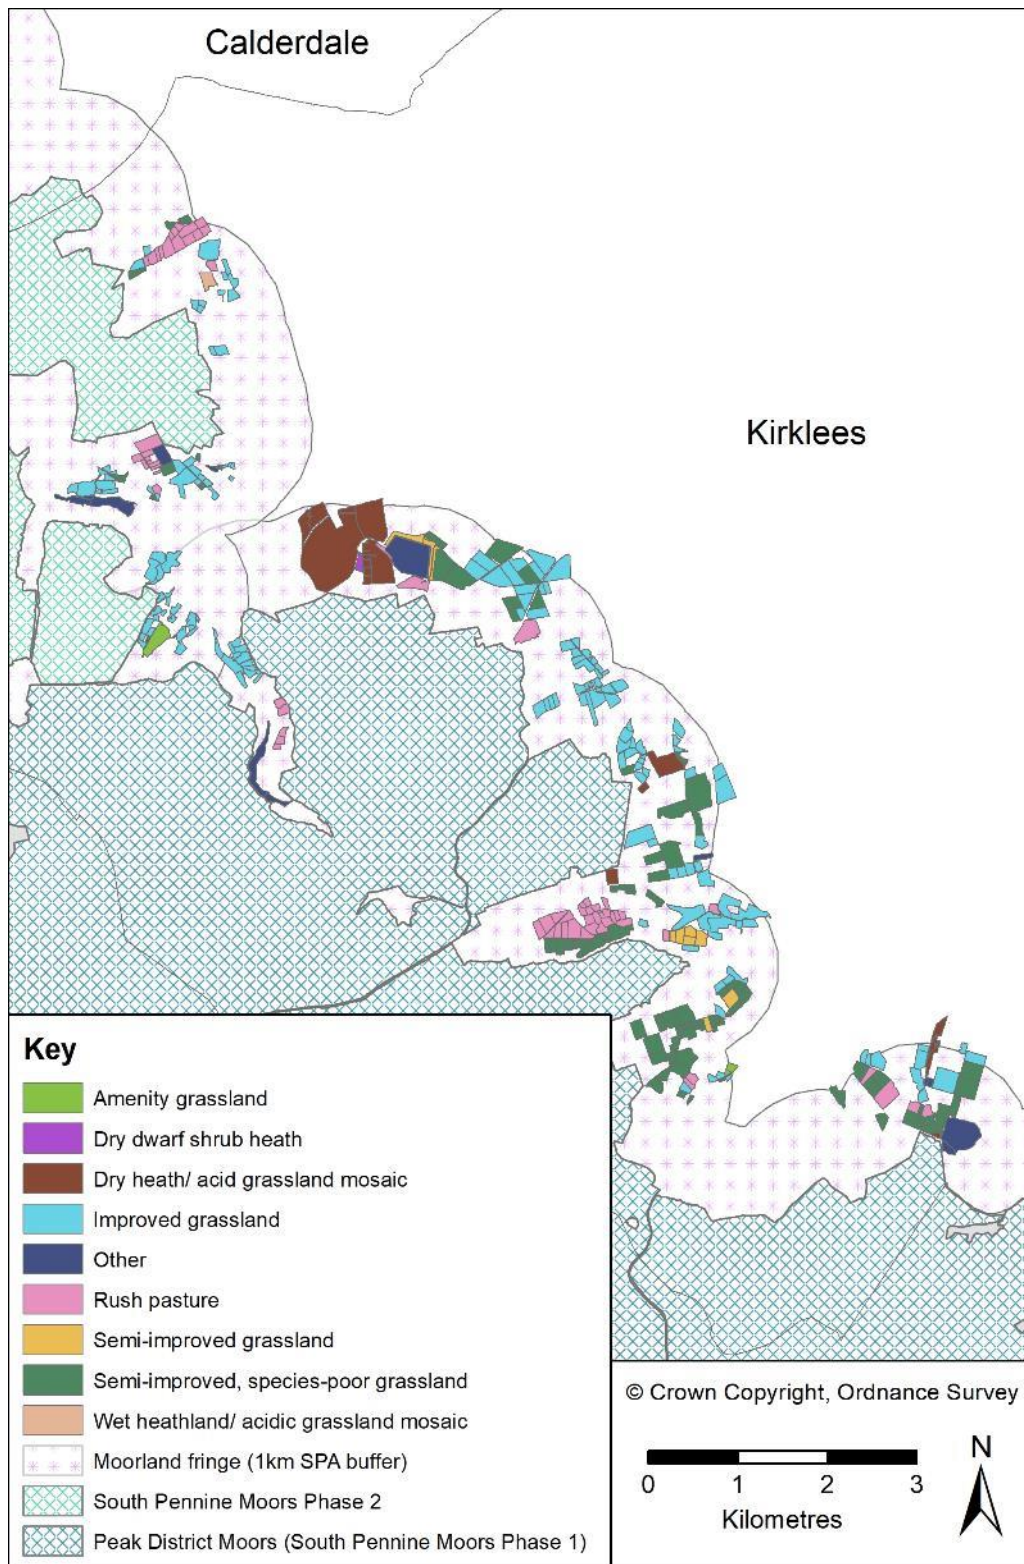 Calderdale
Kirklees
Key
Amenity grassland
Dry dwarf shrub heath
Dry heath/ acid grassland mosaic
Improved grassland
Other
Rush pasture
Semi-improved grassland
Semi-improved, species-poor grassland
Wet heathland/ acidic grassland mosaic
Moorland fringe (1km SPA buffer)
South Pennine Moors Phase 2
Peak District Moors (South Pennine Moors Phase 1)
© Crown Copyright, Ordnance Survey
N
0 1 2 3
Kilometres